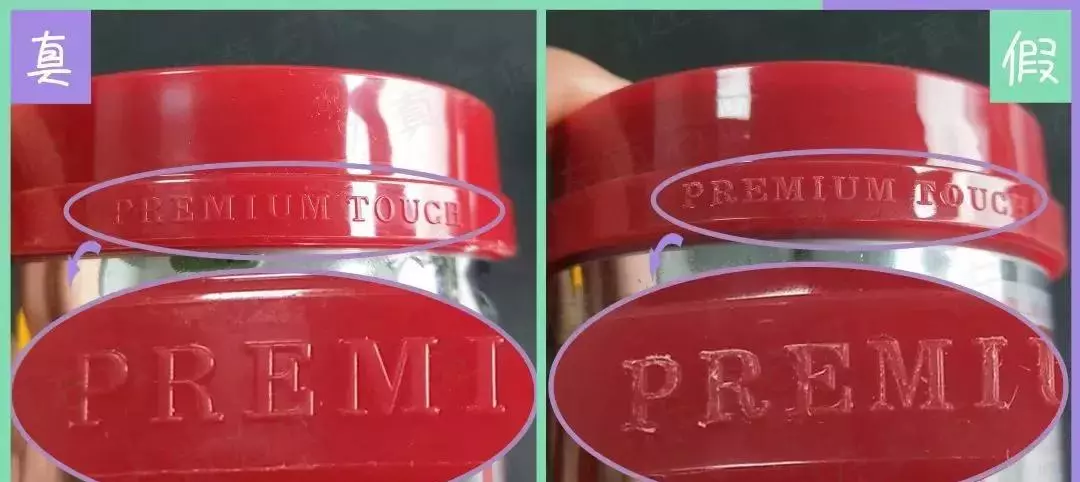 真
PREMIUM TOUCH
PREMI
假
PREMIUM TOUCH
PREMIU